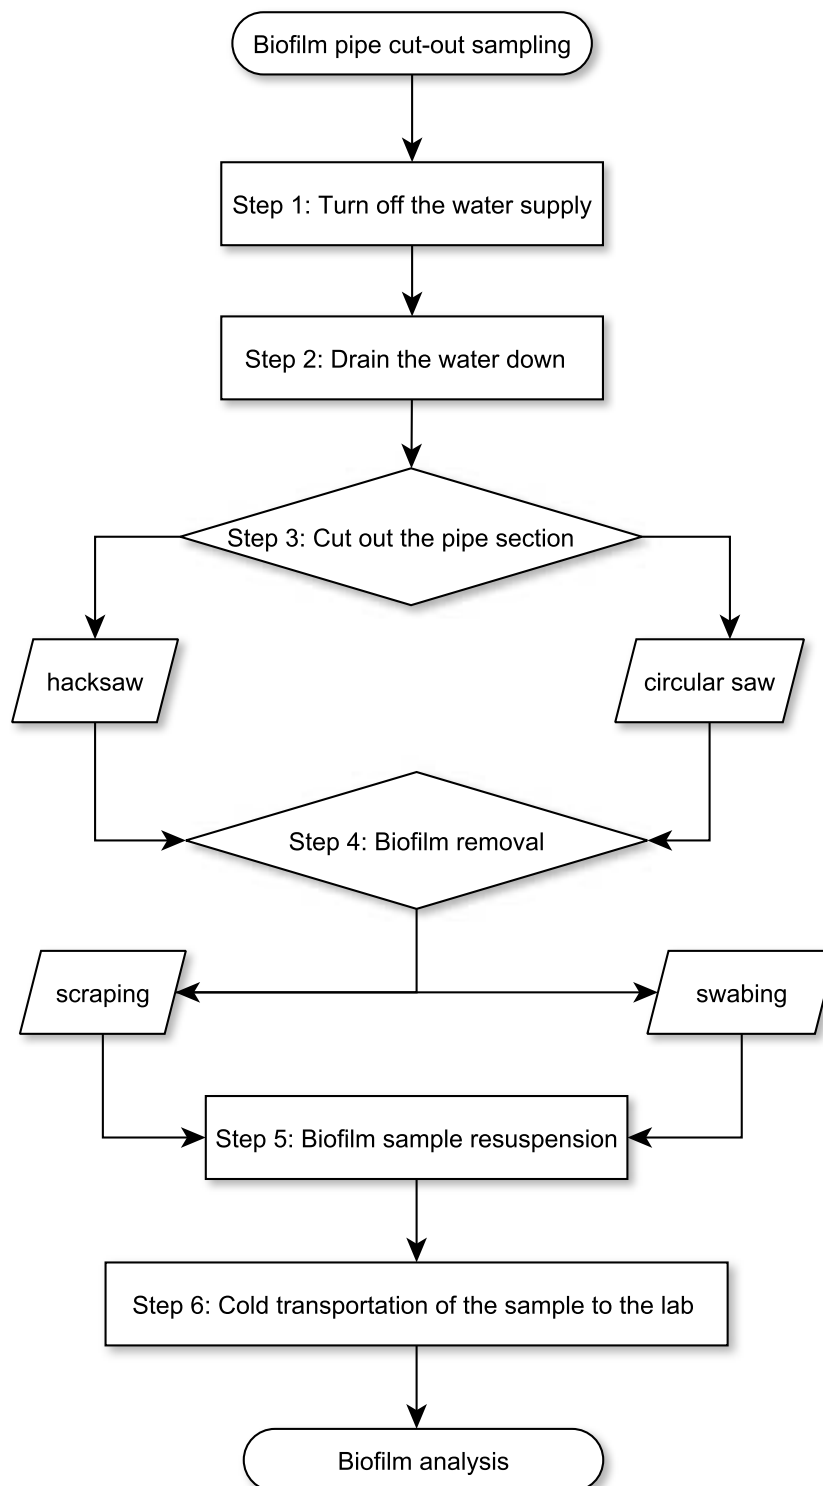 Biofilm pipe cut-out sampling
Step 1: Turn off the water supply
Step 2: Drain the water down
Step 3: Cut out the pipe section
hacksaw
circular saw
Step 4: Biofilm removal
scraping
swabing
Step 5: Biofilm sample resuspension
Step 6: Cold transportation of the sample to the lab
Biofilm analysis